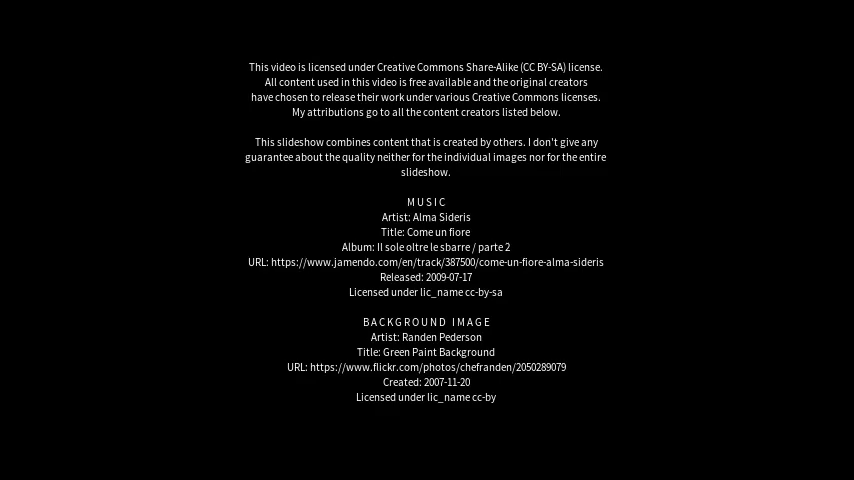 This video is licensed under Creative Commons Share-Alike (CC BY-SA) license.
All content used in this video is free available and the original creators
have chosen to release their work under various Creative Commons licenses.
My attributions go to all the content creators listed below.
This slideshow combines content that is created by others. I don't give any
guarantee about the quality neither for the individual images nor for the entire
slideshow.
MUSIC
Artist: Alma Sideris
Title: Come un fiore
Album: Il sole oltre le sbarre / parte 2
URL: https://www.jamendo.com/en/track/387500/come-un-fiore-alma-sideris
Released: 2009-07-17
Licensed under lic_name cc-by-sa
BACKGROUND IMAGE
Artist: Randen Pederson
Title: Green Paint Background
URL: https://www.flickr.com/photos/chefranden/2050289079
Created: 2007-11-20
Licensed under lic_name cc-by